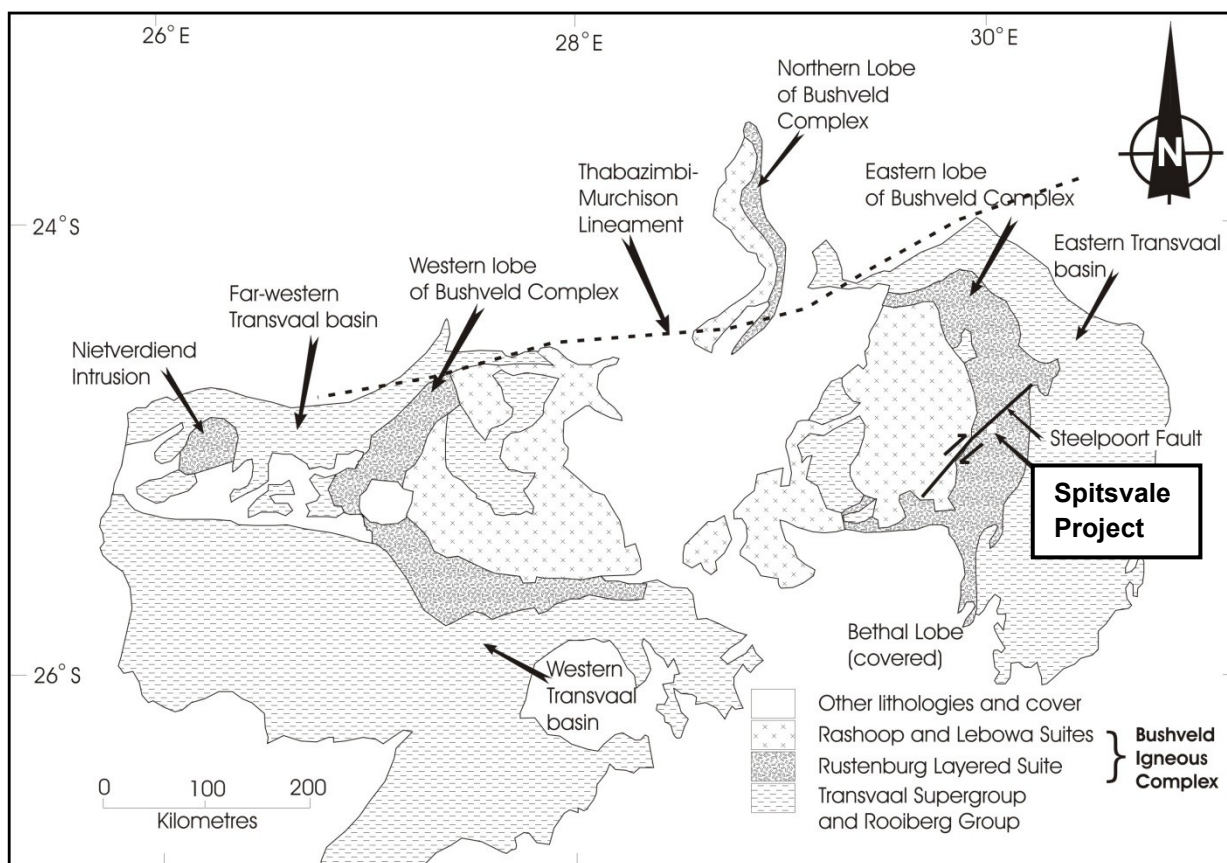 26°E
28°E
30°E
Northern Lobe
of Bushveld
Complex
N
Thabazimbi-
Murchison
Lineament
Eastern lobe
of Bushveld Complex
24°S
Eastern Transvaal
basin
Western lobe
of Bushveld Complex
Far-western
Transvaal basin
Nietverdiend
Intrusion
Steelpoort Fault
Spitsvale
Project
Bethal Lobe
(covered)
26°S
Western
Transvaal
basin
Other lithologies and cover
Rashoop and Lebowa Suites
Rustenburg Layered Suite
Transvaal Supergroup
and Rooiberg Group
Bushveld
Igneous
Complex
0 100 200
Kilometres